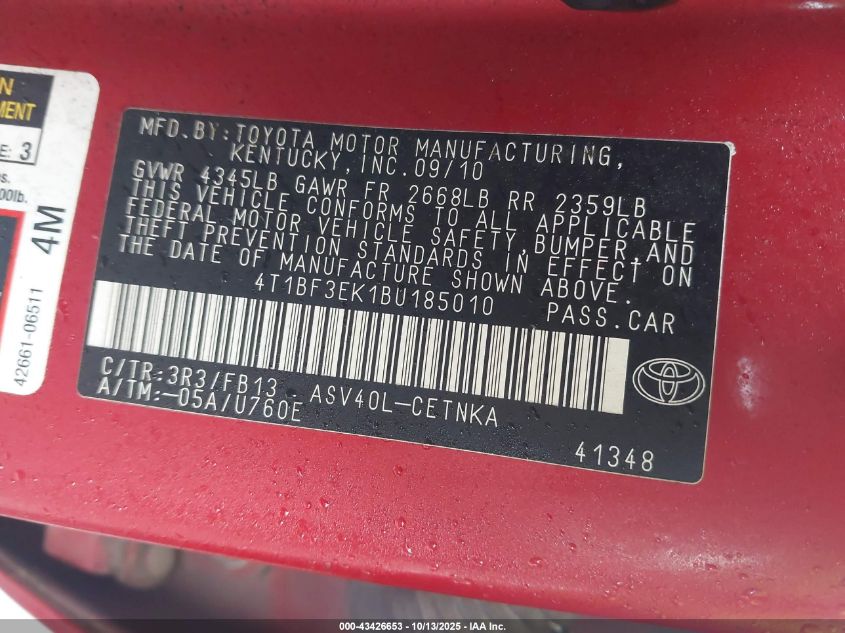 N
MENT
E: 3
s.
00lb.
4M
42661-06511
MFD. BY: TOYOTA MOTOR MANUFACTURING,
KENTUCKY, INC. 09/10
GVWR 4345LB GAWR FR 2668LB RR 2359LB
THIS VEHICLE CONFORMS TO ALL APPLICABLE
FEDERAL MOTOR VEHICLE SAFETY, BUMPER, AND
THEFT PREVENTION STANDARDS IN EFFECT ON
THE DATE OF MANUFACTURE SHOWN ABOVE.
4T1BF3EK1BU185010 PASS.CAR
C/TR: 3R3/FB13 ASV40L-CETNKA
A/TM:-05A/U760E
41348
000-43426653 - 10/13/2025 - IAA Inc.